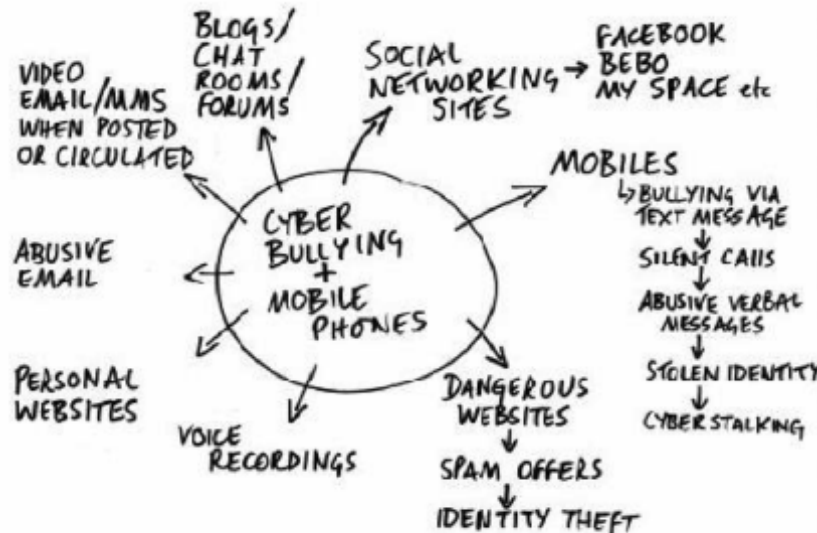 BLOGS/
CHAT
ROOMS/
FORUMS
SOCIAL
NETWORKING
SITES
FACEBOOK
BEBO
MY SPACE etc
VIDEO
EMAIL/MMS
WHEN POSTED
OR CIRCULATED
MOBILES
BULLYING VIA
TEXT MESSAGE
SILENT CALLS
ABUSIVE VERBAL
MESSAGES
STOLEN IDENTITY
CYBERSTALKING
CYBER
BULLYING
+
MOBILE
PHONES
ABUSIVE
EMAIL
PERSONAL
WEBSITES
VOICE
RECORDINGS
DANGEROUS
WEBSITES
SPAM OFFERS
IDENTITY THEFT